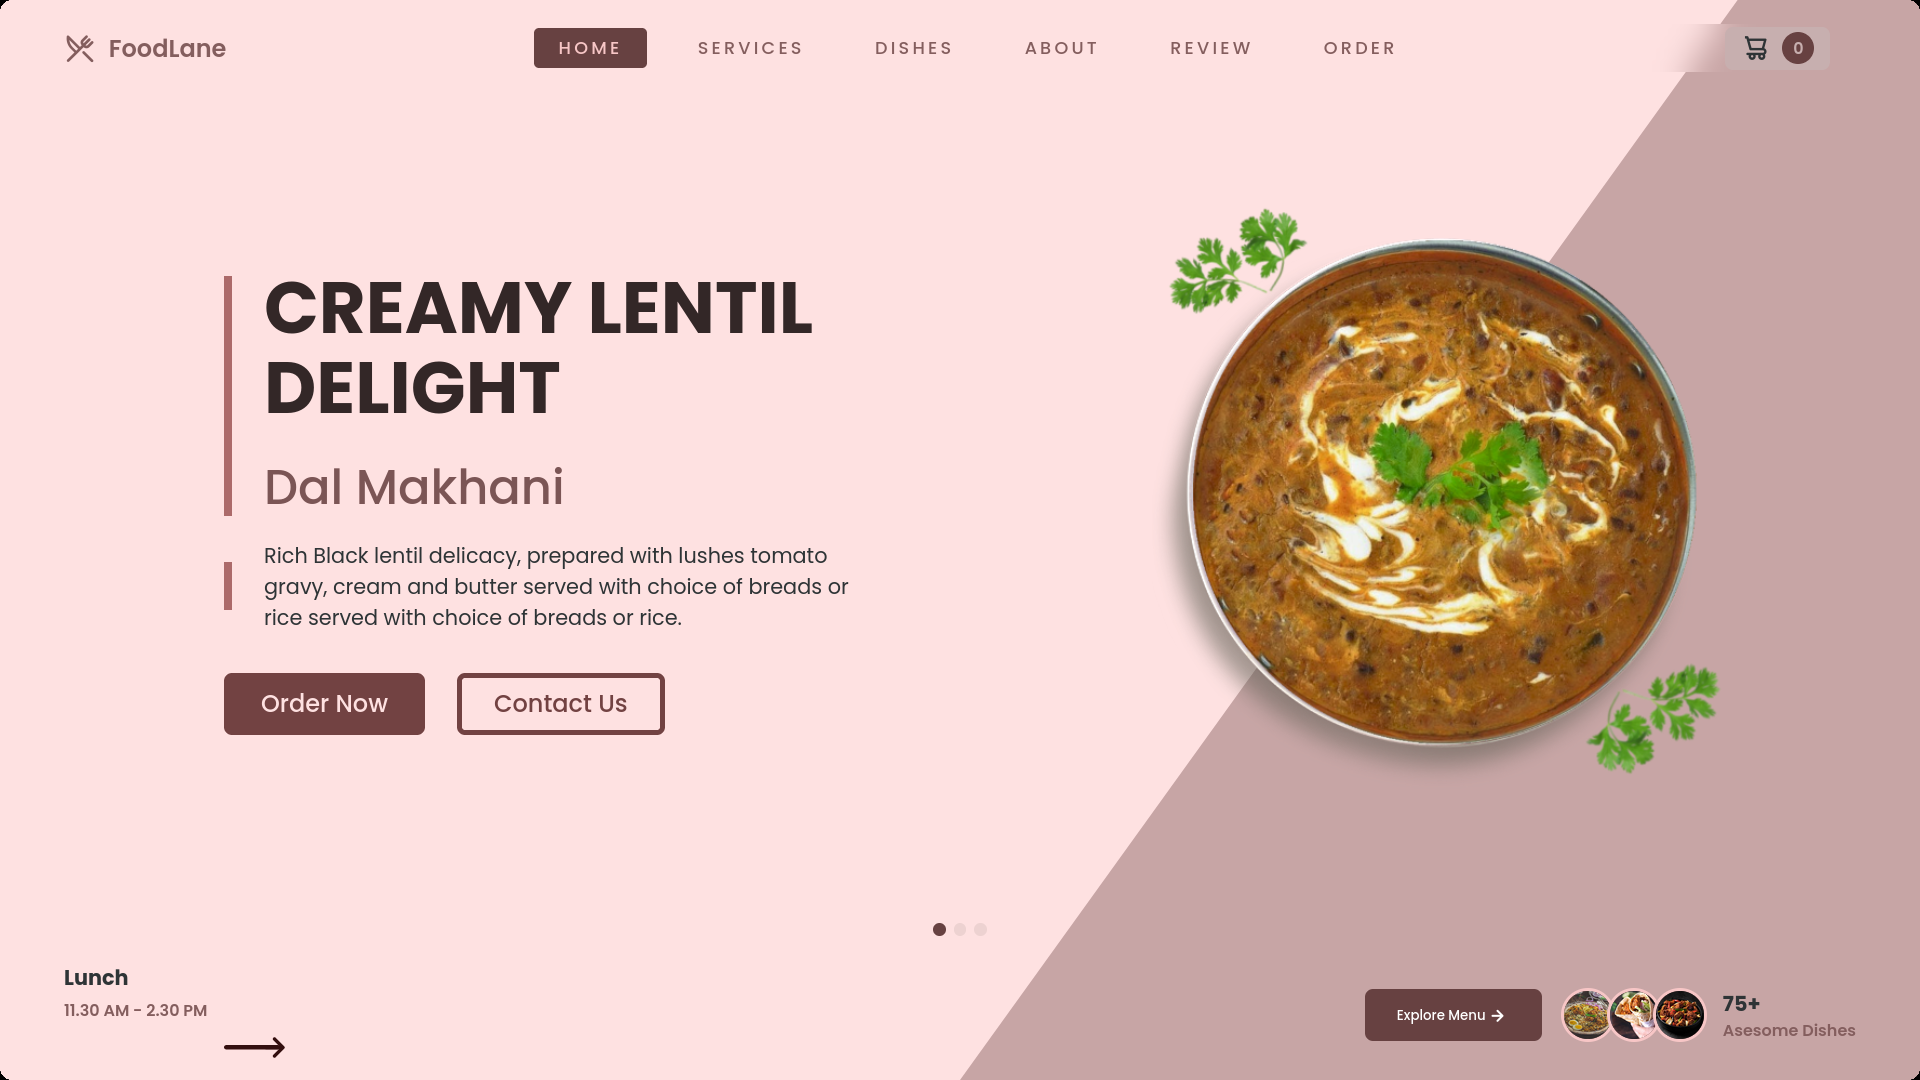 FoodLane
HOME
SERVICES
DISHES
ABOUT
REVIEW
ORDER
0
CREAMY LENTIL
DELIGHT
Dal Makhani
Rich Black lentil delicacy, prepared with lushes tomato
gravy, cream and butter served with choice of breads or
rice served with choice of breads or rice.
Order Now
Contact Us
Lunch
11.30 AM - 2.30 PM
Explore Menu
75+
Asesome Dishes